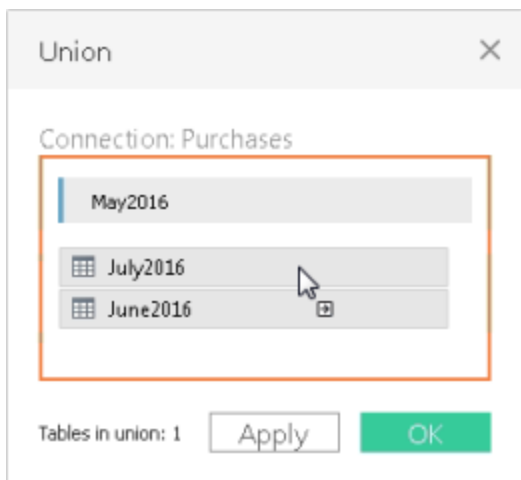 Union
Connection: Purchases
May2016
July2016
June2016
Tables in union: 1 Apply OK